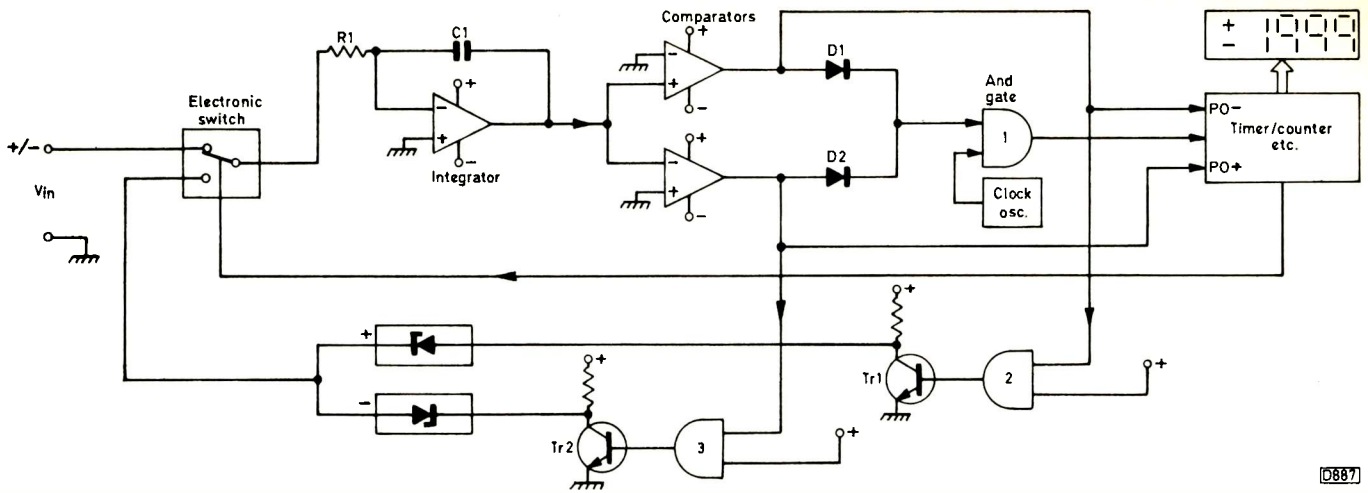 Comparators
R1
C1
D1
+ -
1999
And
gate
PO-
Timer/counter
etc.
PO+
1
Electronic
switch
+/-
Integrator
D2
Clock
osc.
Vin
+
-
Tr1
2
Tr2
3
D887